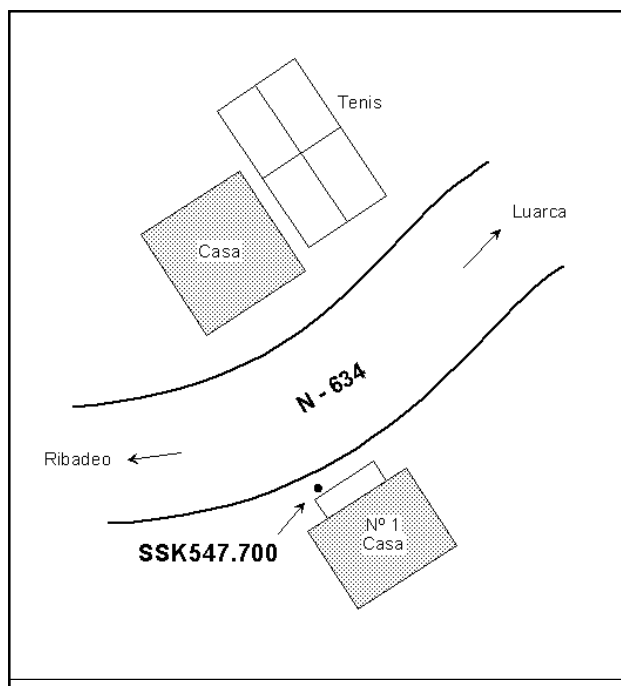 Tenis
Luarca
Casa
N - 634
Ribadeo
SSK547.700
Nº 1
Casa